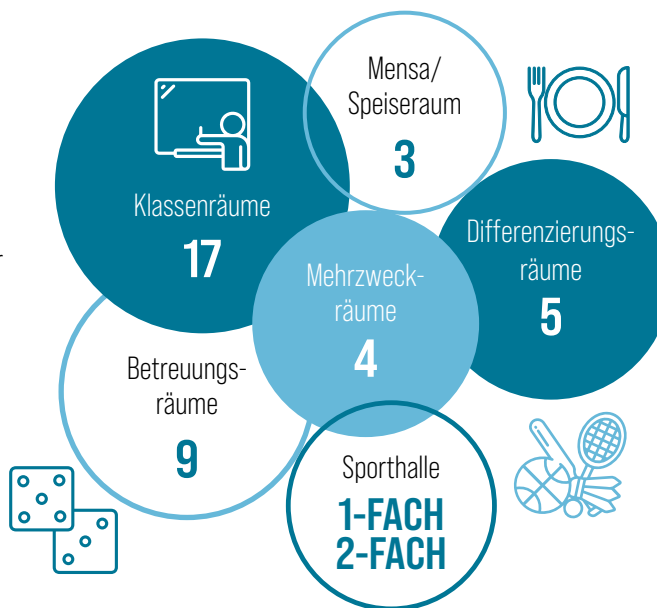 Mensa/
Speiseraum
3
Klassenräume
17
Differenzierungs-
räume
5
r
Mehrzweck-
räume
4
Betreuungs-
räume
9
Sporthalle
1-FACH
2-FACH